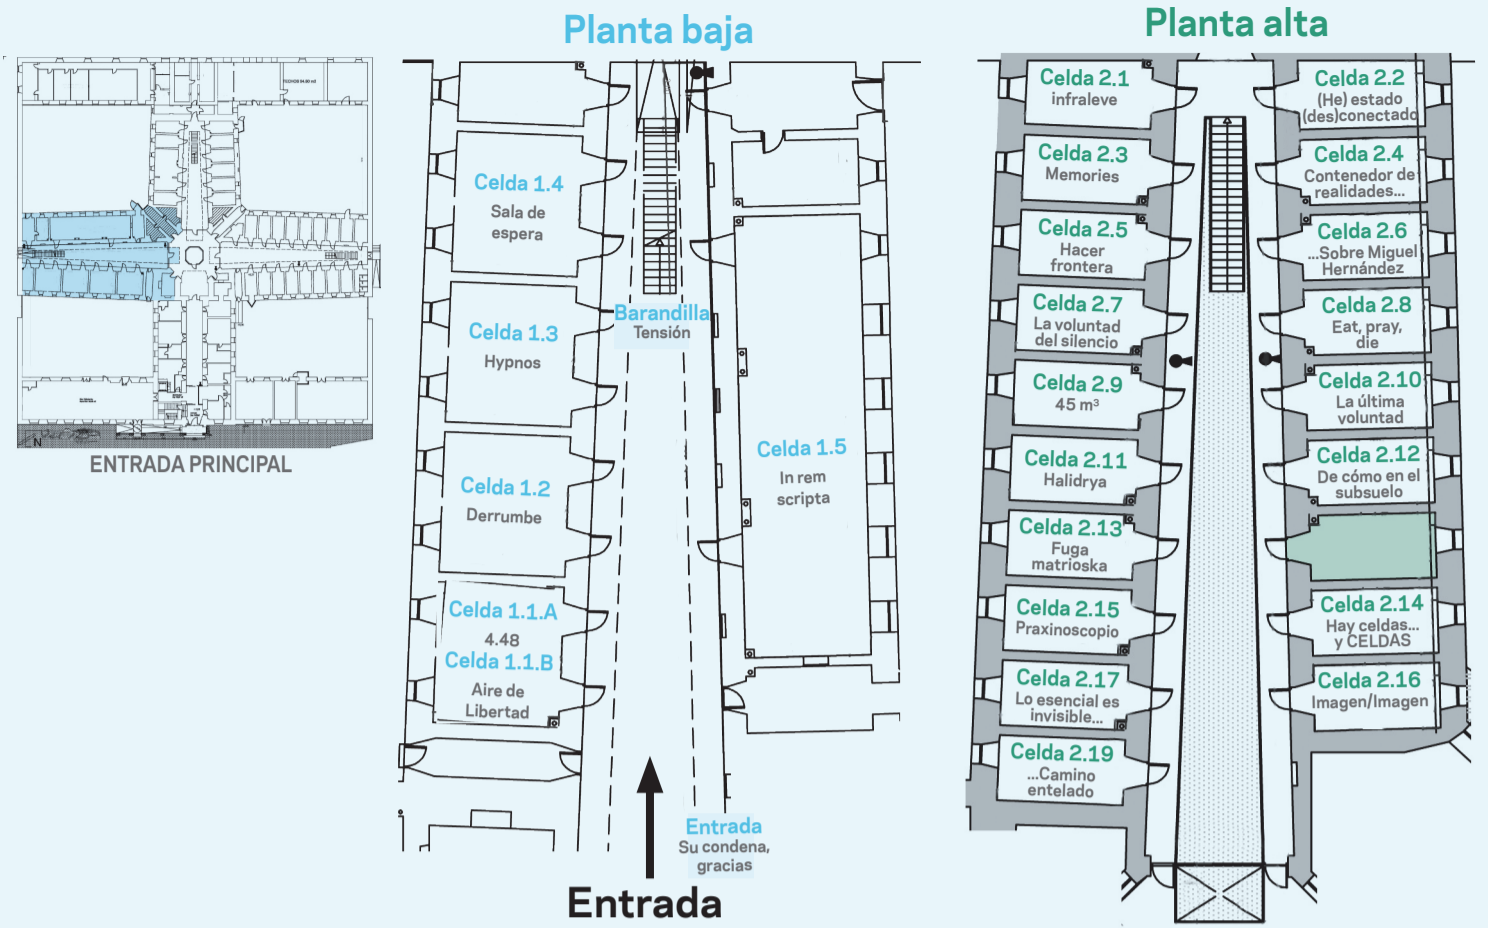 Planta baja
Planta alta
N
ENTRADA PRINCIPAL
Celda 1.4
Sala de
espera
Celda 1.3
Hypnos
Celda 1.2
Derrumbe
Celda 1.1.A
4.48
Celda 1.1.B
Aire de
Libertad
Barandilla
Tensión
Celda 1.5
In rem
scripta
Entrada
Su condena,
gracias
Entrada
Celda 2.1
infraleve
Celda 2.2
(He) estado
(des)conectado
Celda 2.3
Memories
Celda 2.4
Contenedor de
realidades...
Celda 2.5
Hacer
frontera
Celda 2.6
...Sobre Miguel
Hernández
Celda 2.7
La voluntad
del silencio
Celda 2.8
Eat, pray,
die
Celda 2.9
45 m³
Celda 2.10
La última
voluntad
Celda 2.11
Halidrya
Celda 2.12
De cómo en el
subsuelo
Celda 2.13
Fuga
matrioska
Celda 2.15
Praxinoscopio
Celda 2.14
Hay celdas...
y CELDAS
Celda 2.17
Lo esencial es
invisible...
Celda 2.16
Imagen/Imagen
Celda 2.19
...Camino
entelado